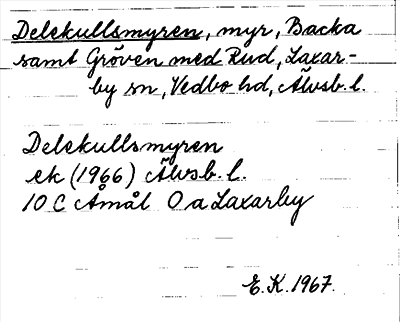 Delekullsmyren, myr, Backa
samt Gröven med Rud, Laxar-
by sn, Vedbo hd, Älvsb. l.
Delekullsmyren
ek (1966) Älvsb. l.
10 C Åmål 0 a Laxarby
E. K. 1967.